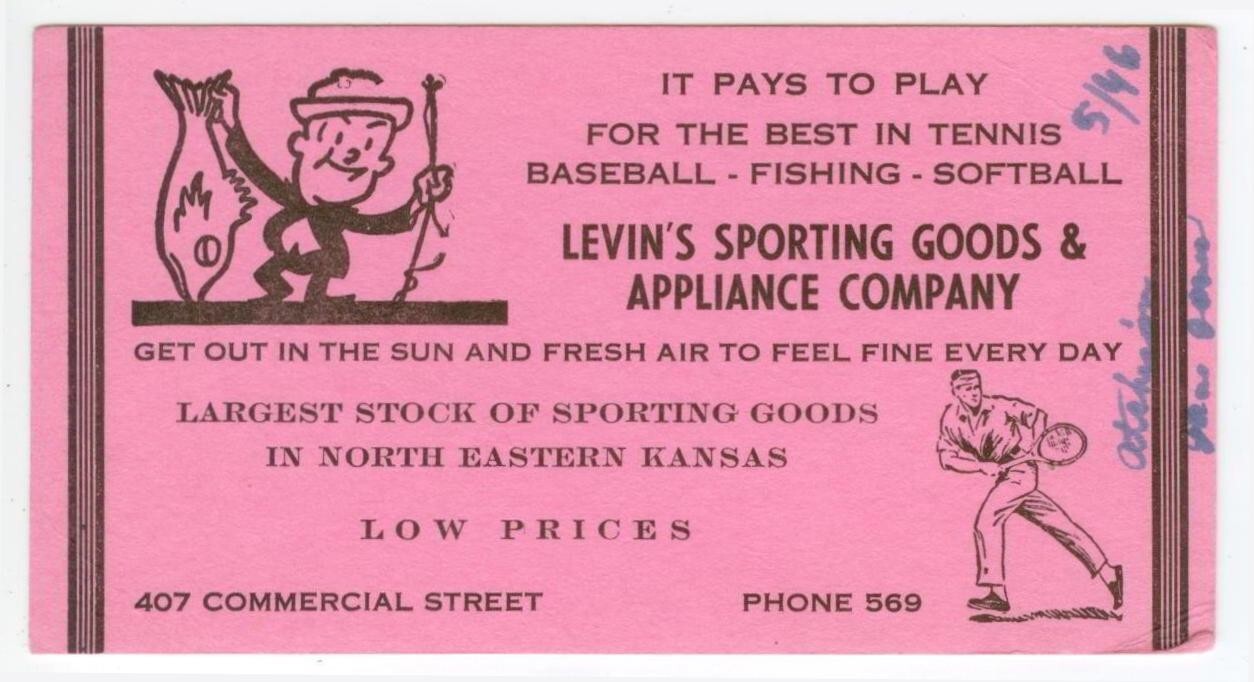 IT PAYS TO PLAY
FOR THE BEST IN TENNIS
BASEBALL - FISHING - SOFTBALL
LEVIN'S SPORTING GOODS &
APPLIANCE COMPANY
GET OUT IN THE SUN AND FRESH AIR TO FEEL FINE EVERY DAY
LARGEST STOCK OF SPORTING GOODS
IN NORTH EASTERN KANSAS
LOW PRICES
407 COMMERCIAL STREET
PHONE 569
5/46
Atchison